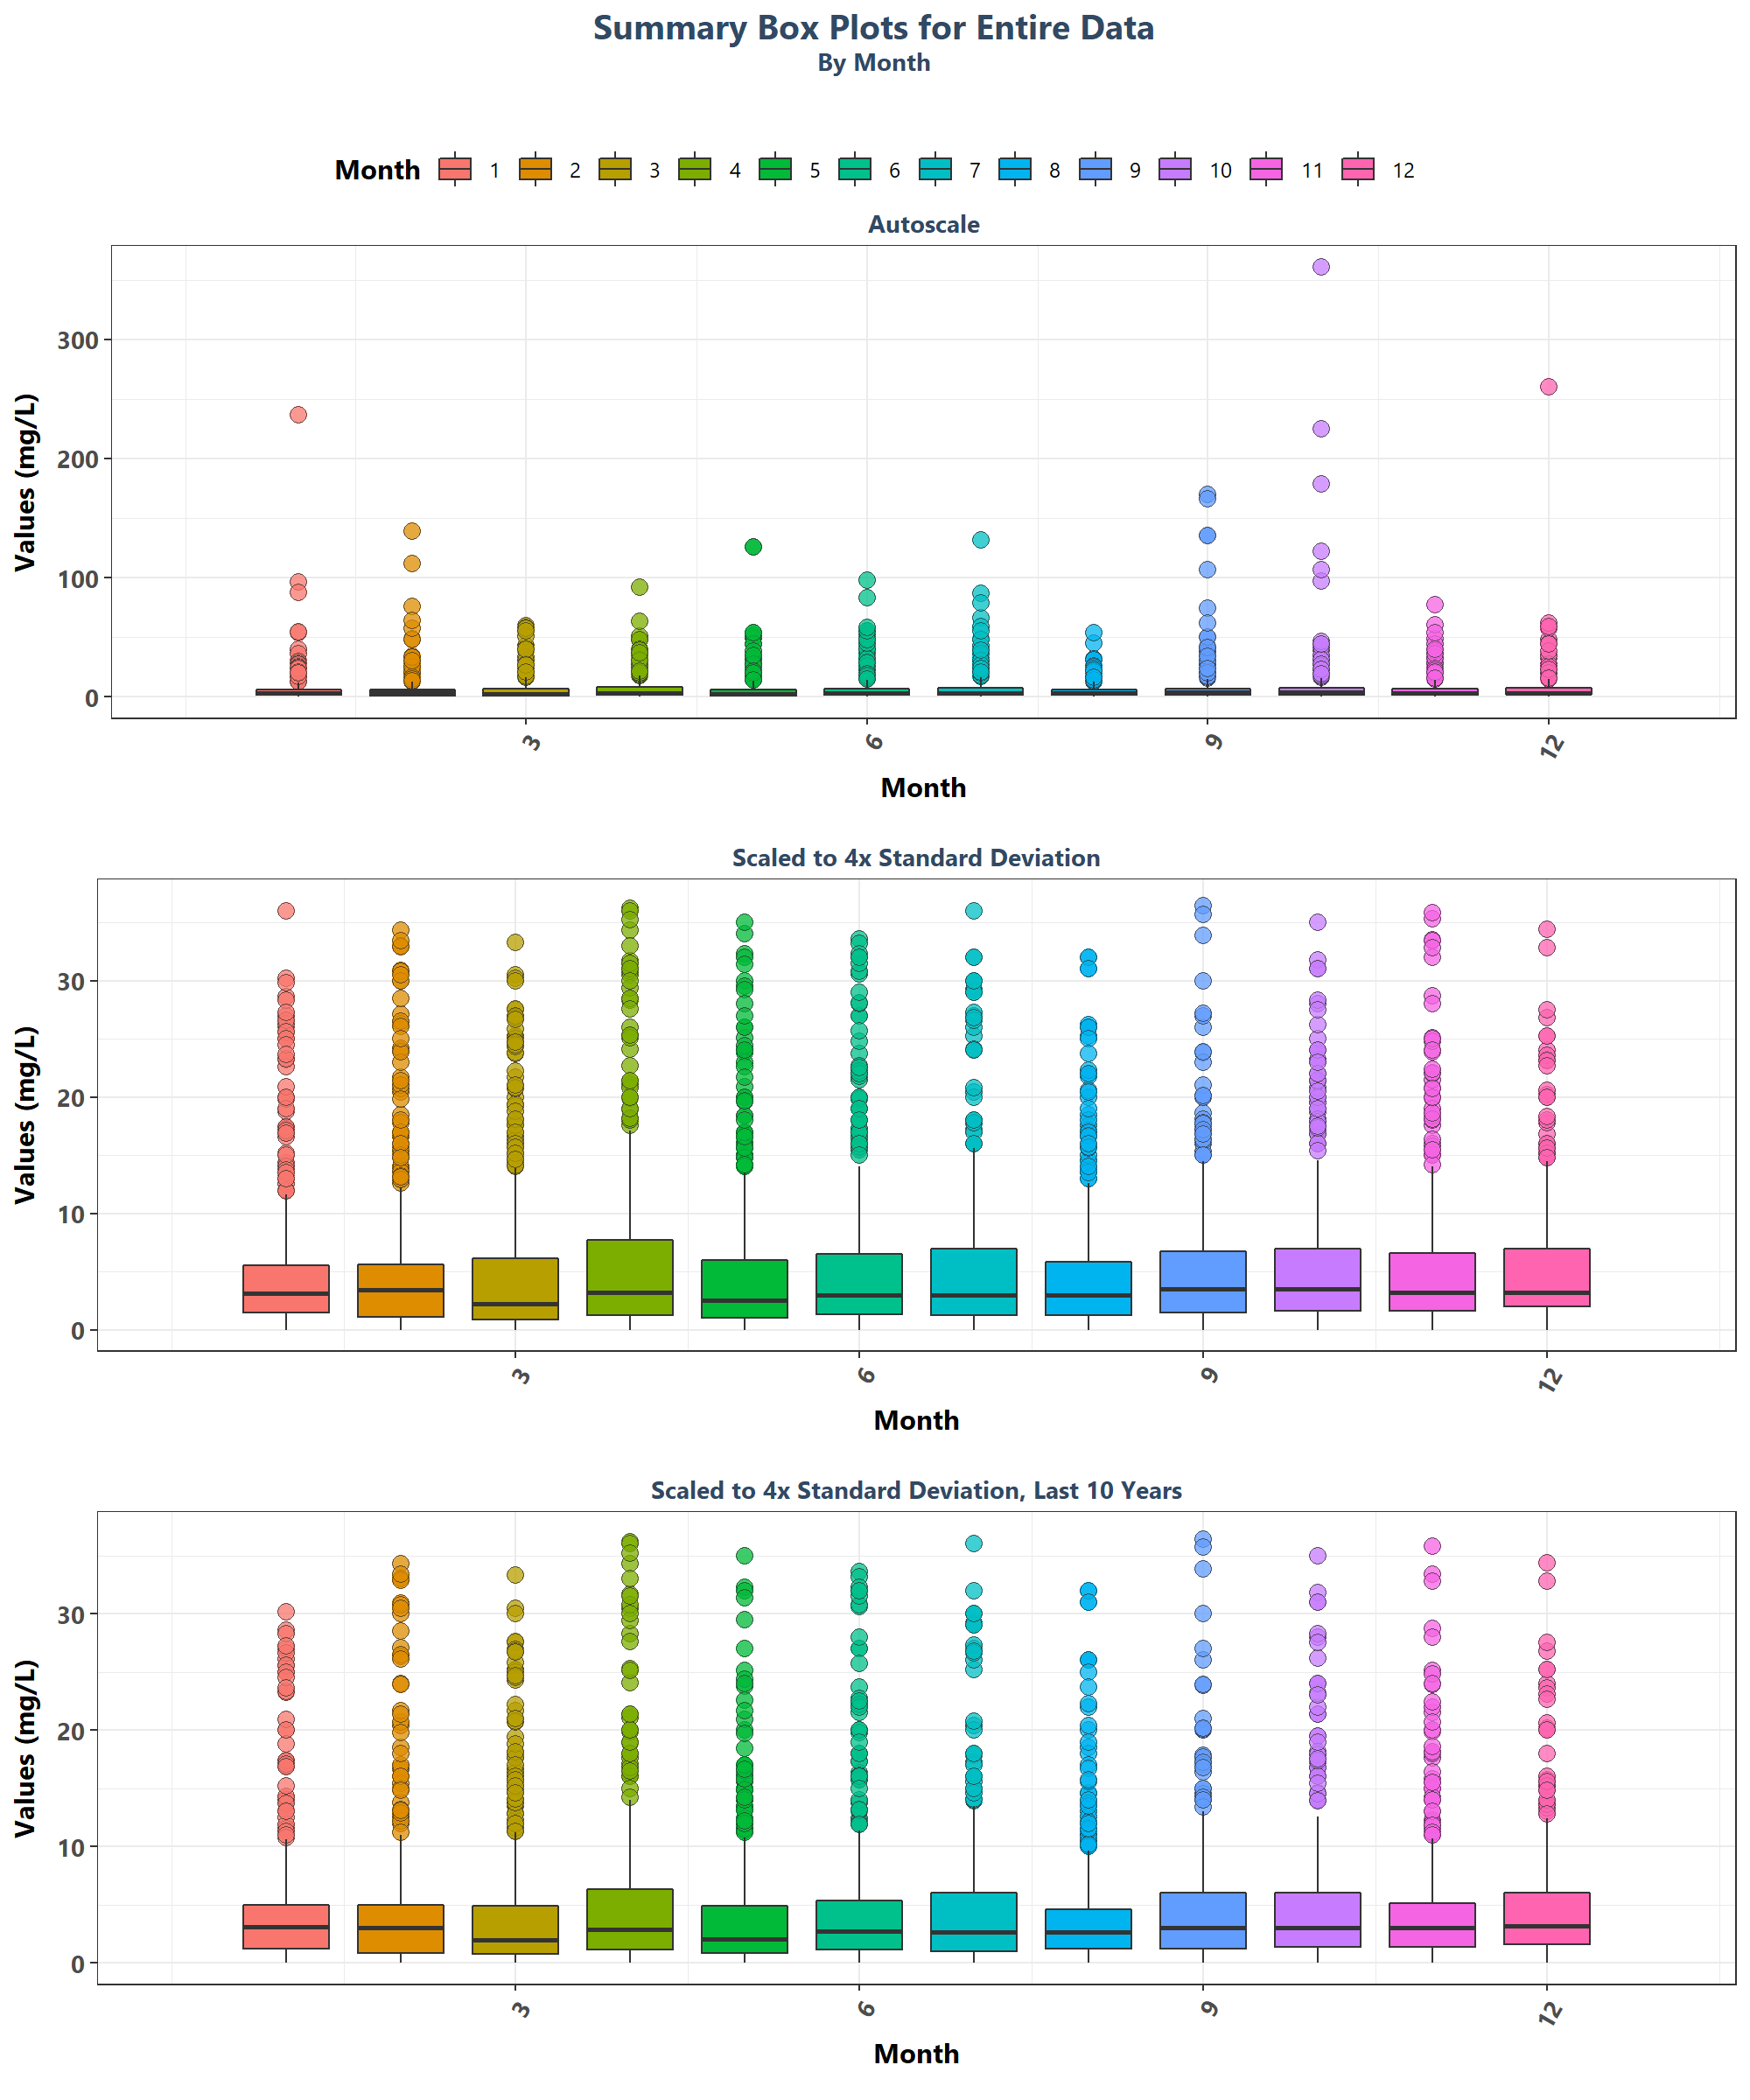 Summary Box Plots for Entire Data
By Month
Month 1 2 3 4 5 6 7 8 9 10 11 12
Autoscale
Values (mg/L)
300
200
100
0
3 6 9 12
Month
Scaled to 4x Standard Deviation
Values (mg/L)
30
20
10
0
3 6 9 12
Month
Scaled to 4x Standard Deviation, Last 10 Years
Values (mg/L)
30
20
10
0
3 6 9 12
Month